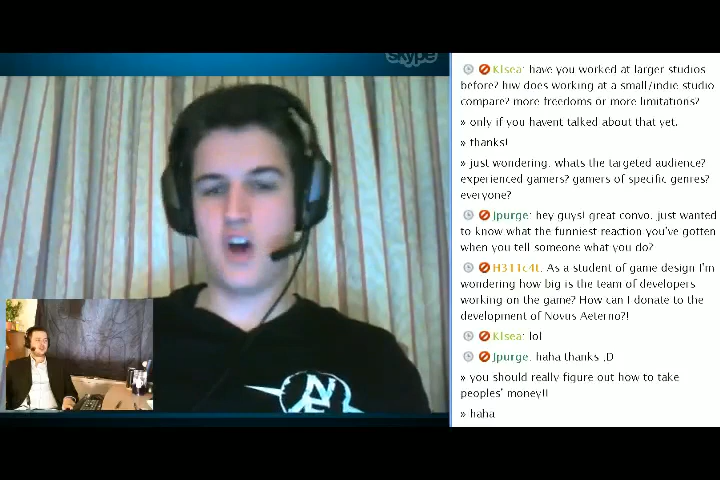 skype
Klsea: have you worked at larger studios
before? hiw does working at a small/indie studio
compare? more freedoms or more limitations?
» only if you havent talked about that yet.
» thanks!
» just wondering. whats the targeted audience?
experienced gamers? gamers of specific genres?
everyone?
Jpurge: hey guys! great convo. just wanted
to know what the funniest reaction you've gotten
when you tell someone what you do?
H311c4t: As a student of game design I'm
wondering how big is the team of developers
working on the game? How can I donate to the
development of Novus Aeterno?!
Klsea: lol
Jpurge: haha thanks ;D
» you should really figure out how to take
peoples' money!!
» haha